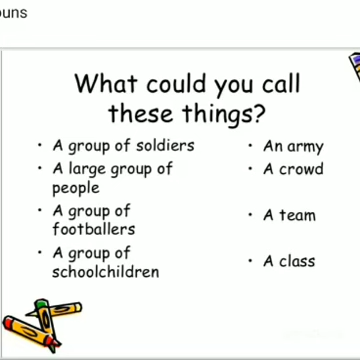 ouns
What could you call
these things?
• A group of soldiers
• A large group of
people
• A group of
footballers
• A group of
schoolchildren
• An army
• A crowd
• A team
• A class